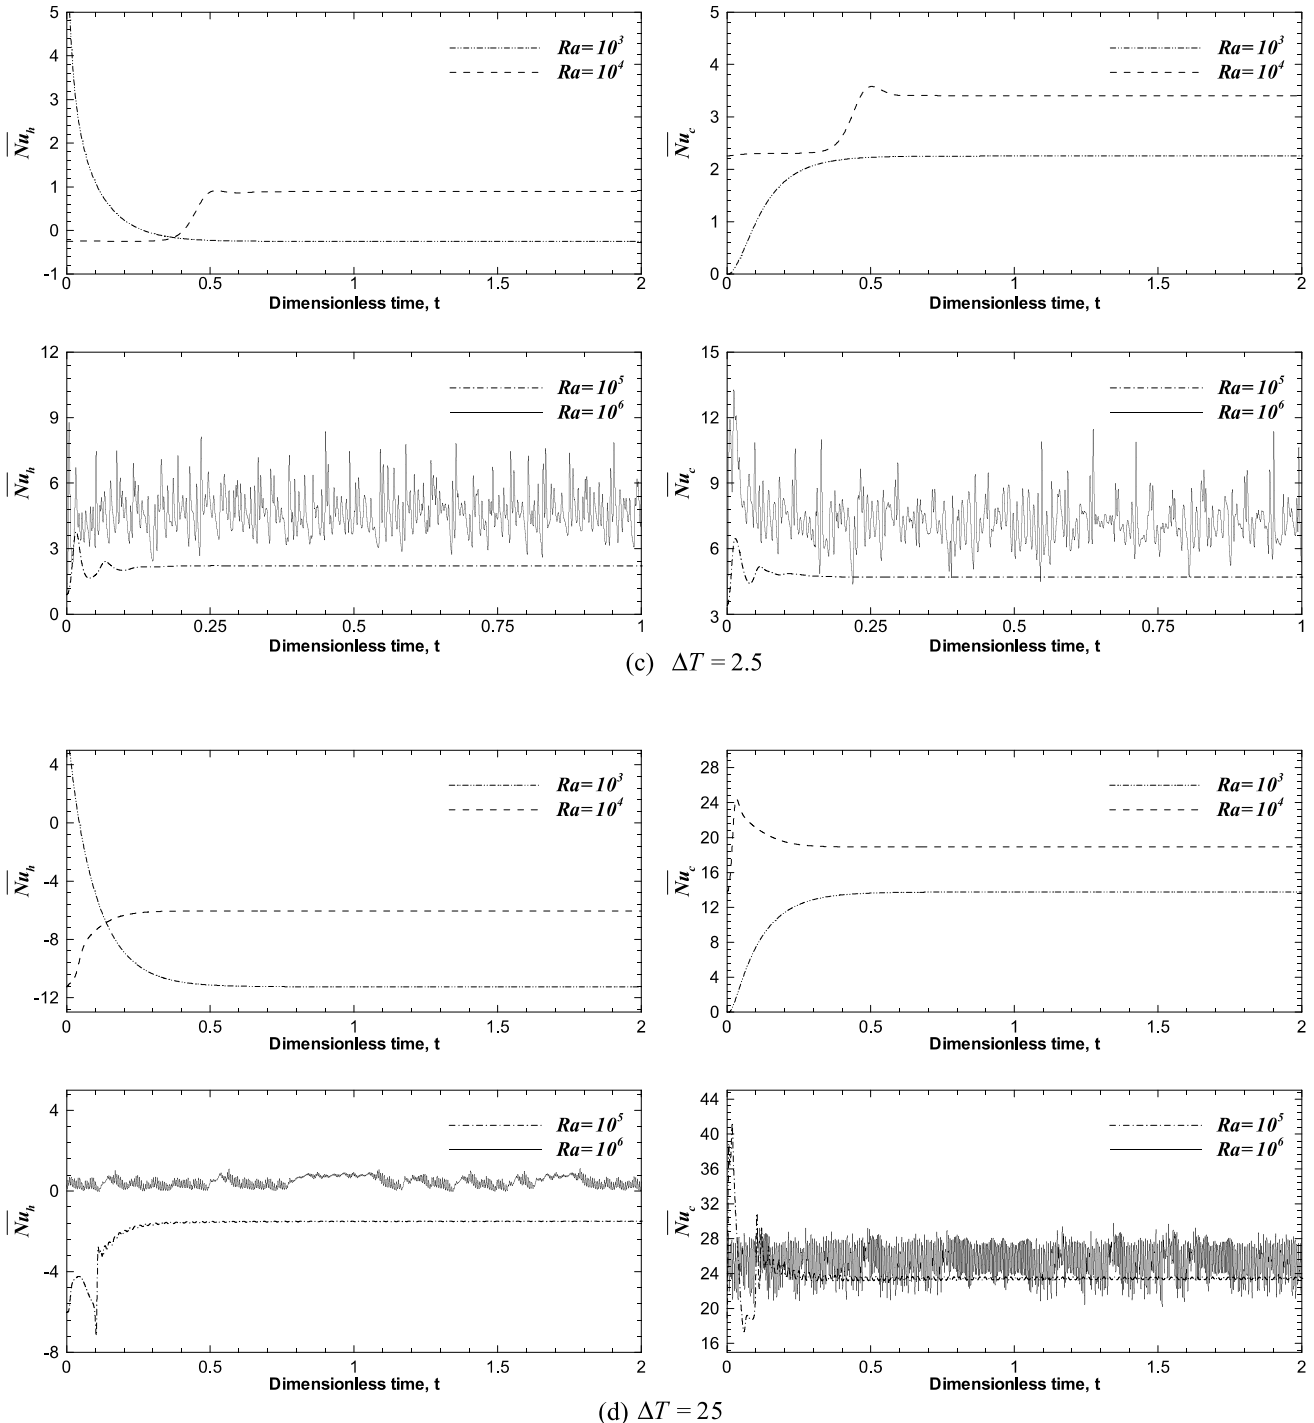 5
4
5
3
2
1
0
-1
Nu_h
Ra=10^3
Ra=10^4
0 0.5 1 1.5 2
Dimensionless time, t
5
4
3
2
1
0
Nu_c
Ra=10^3
Ra=10^4
0 0.5 1 1.5 2
Dimensionless time, t
12
9
6
3
0
Nu_h
Ra=10^5
Ra=10^6
0 0.25 0.5 0.75 1
Dimensionless time, t
15
12
9
6
3
Nu_c
Ra=10^5
Ra=10^6
0 0.25 0.5 0.75 1
Dimensionless time, t
(c) ΔT = 2.5
4
0
-4
-8
-12
Nu_h
Ra=10^3
Ra=10^4
0 0.5 1 1.5 2
Dimensionless time, t
28
24
20
16
12
8
4
0
Nu_c
Ra=10^3
Ra=10^4
0 0.5 1 1.5 2
Dimensionless time, t
4
0
-4
-8
Nu_h
Ra=10^5
Ra=10^6
0 0.5 1 1.5 2
Dimensionless time, t
44
40
36
32
28
24
20
16
Nu_c
Ra=10^5
Ra=10^6
0 0.5 1 1.5 2
Dimensionless time, t
(d) ΔT = 25